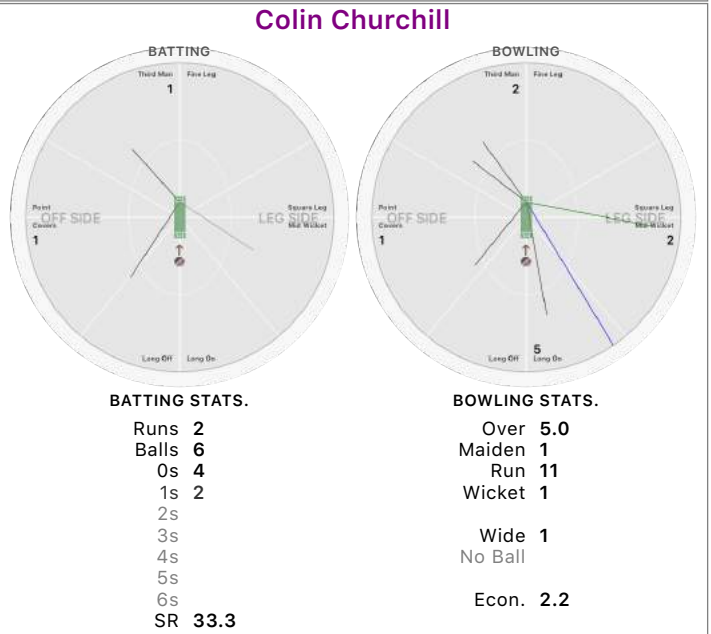 Colin Churchill
BATTING
Third Man Fine Leg
1
Point
Covers
1
OFF SIDE
LEG SIDE
Square Leg
Mid Wicket
Long Off Long On
BOWLING
Third Man Fine Leg
2
Point
Covers
1
OFF SIDE
LEG SIDE
Square Leg
Mid Wicket
2
5
Long Off Long On
BATTING STATS.
Runs 2
Balls 6
0s 4
1s 2
2s
3s
4s
5s
6s
SR 33.3
BOWLING STATS.
Over 5.0
Maiden 1
Run 11
Wicket 1
Wide 1
No Ball
Econ. 2.2